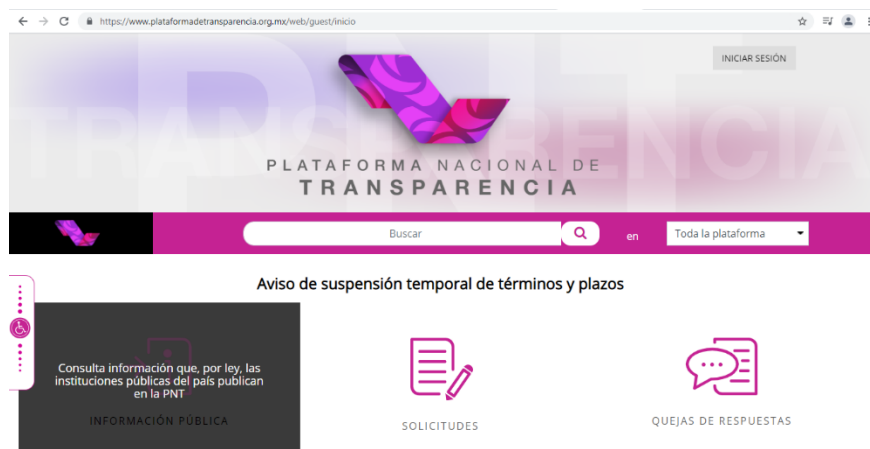 https://www.plataformadetransparencia.org.mx/web/guest/inicio
PNT
TRANSPARENCIA
INICIAR SESIÓN
PLATAFORMA NACIONAL DE
TRANSPARENCIA
Buscar
en
Toda la plataforma
Aviso de suspensión temporal de términos y plazos
Consulta información que, por ley, las
instituciones públicas del país publican
en la PNT
INFORMACIÓN PÚBLICA
SOLICITUDES
QUEJAS DE RESPUESTAS